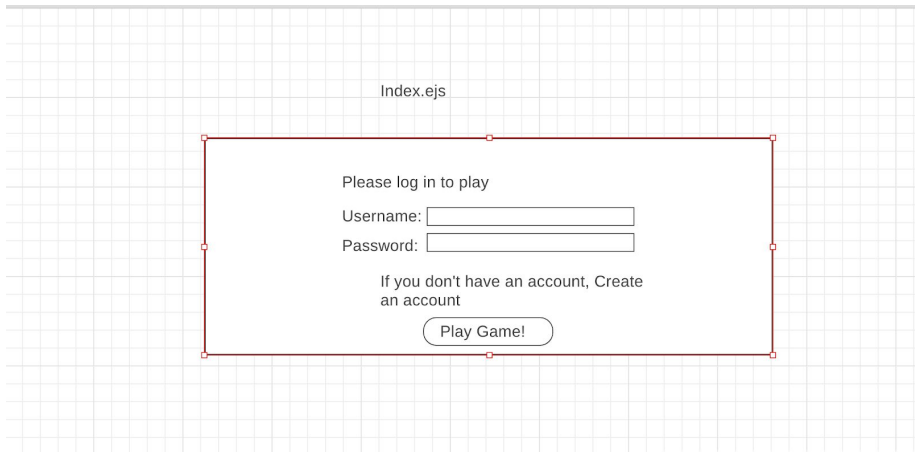 Index.ejs
Please log in to play
Username:
Password:
If you don't have an account, Create
an account
Play Game!